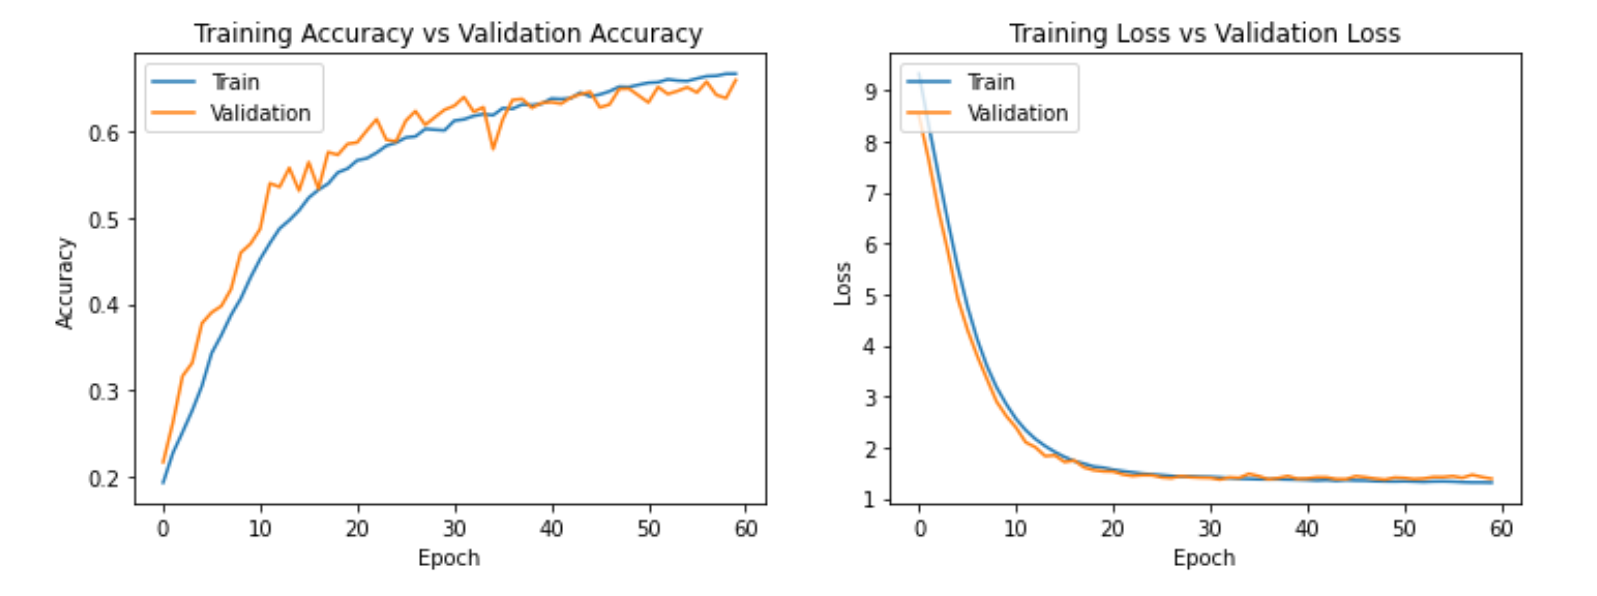 Training Accuracy vs Validation Accuracy
Train
Validation
0.6
0.5
0.4
0.3
0.2
Accuracy
0 10 20 30 40 50 60
Epoch
Training Loss vs Validation Loss
Train
Validation
9
8
7
6
5
4
3
2
1
Loss
0 10 20 30 40 50 60
Epoch